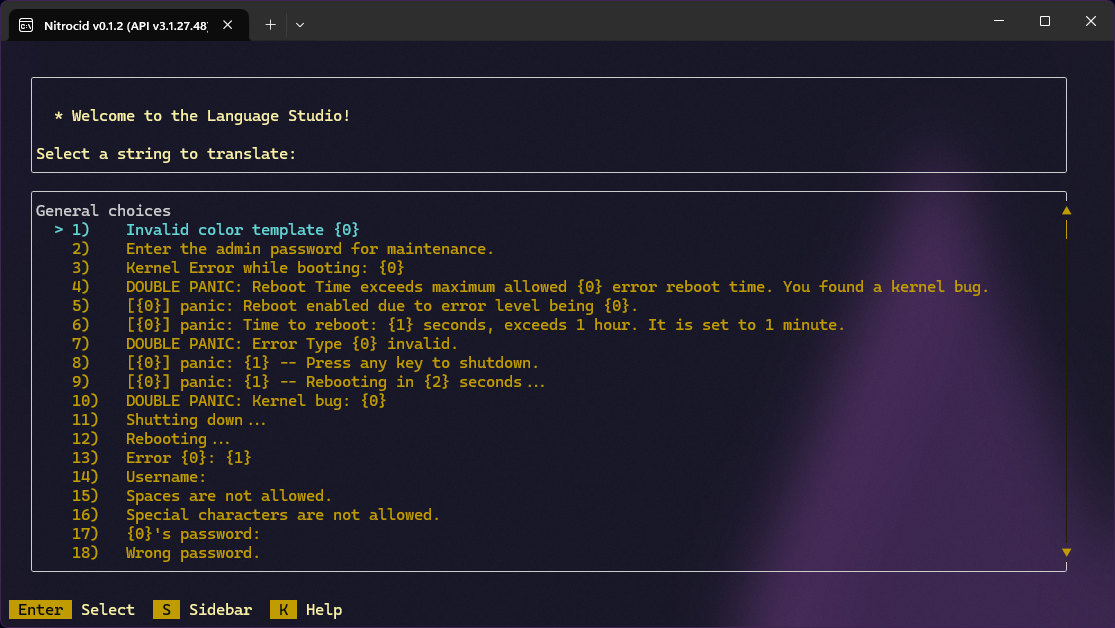 Nitrocid v0.1.2 (API v3.1.27.48)
* Welcome to the Language Studio!
Select a string to translate:
General choices
> 1) Invalid color template {0}
2) Enter the admin password for maintenance.
3) Kernel Error while booting: {0}
4) DOUBLE PANIC: Reboot Time exceeds maximum allowed {0} error reboot time. You found a kernel bug.
5) [{0}] panic: Reboot enabled due to error level being {0}.
6) [{0}] panic: Time to reboot: {1} seconds, exceeds 1 hour. It is set to 1 minute.
7) DOUBLE PANIC: Error Type {0} invalid.
8) [{0}] panic: {1} -- Press any key to shutdown.
9) [{0}] panic: {1} -- Rebooting in {2} seconds...
10) DOUBLE PANIC: Kernel bug: {0}
11) Shutting down...
12) Rebooting...
13) Error {0}: {1}
14) Username:
15) Spaces are not allowed.
16) Special characters are not allowed.
17) {0}'s password:
18) Wrong password.
Enter Select S Sidebar K Help